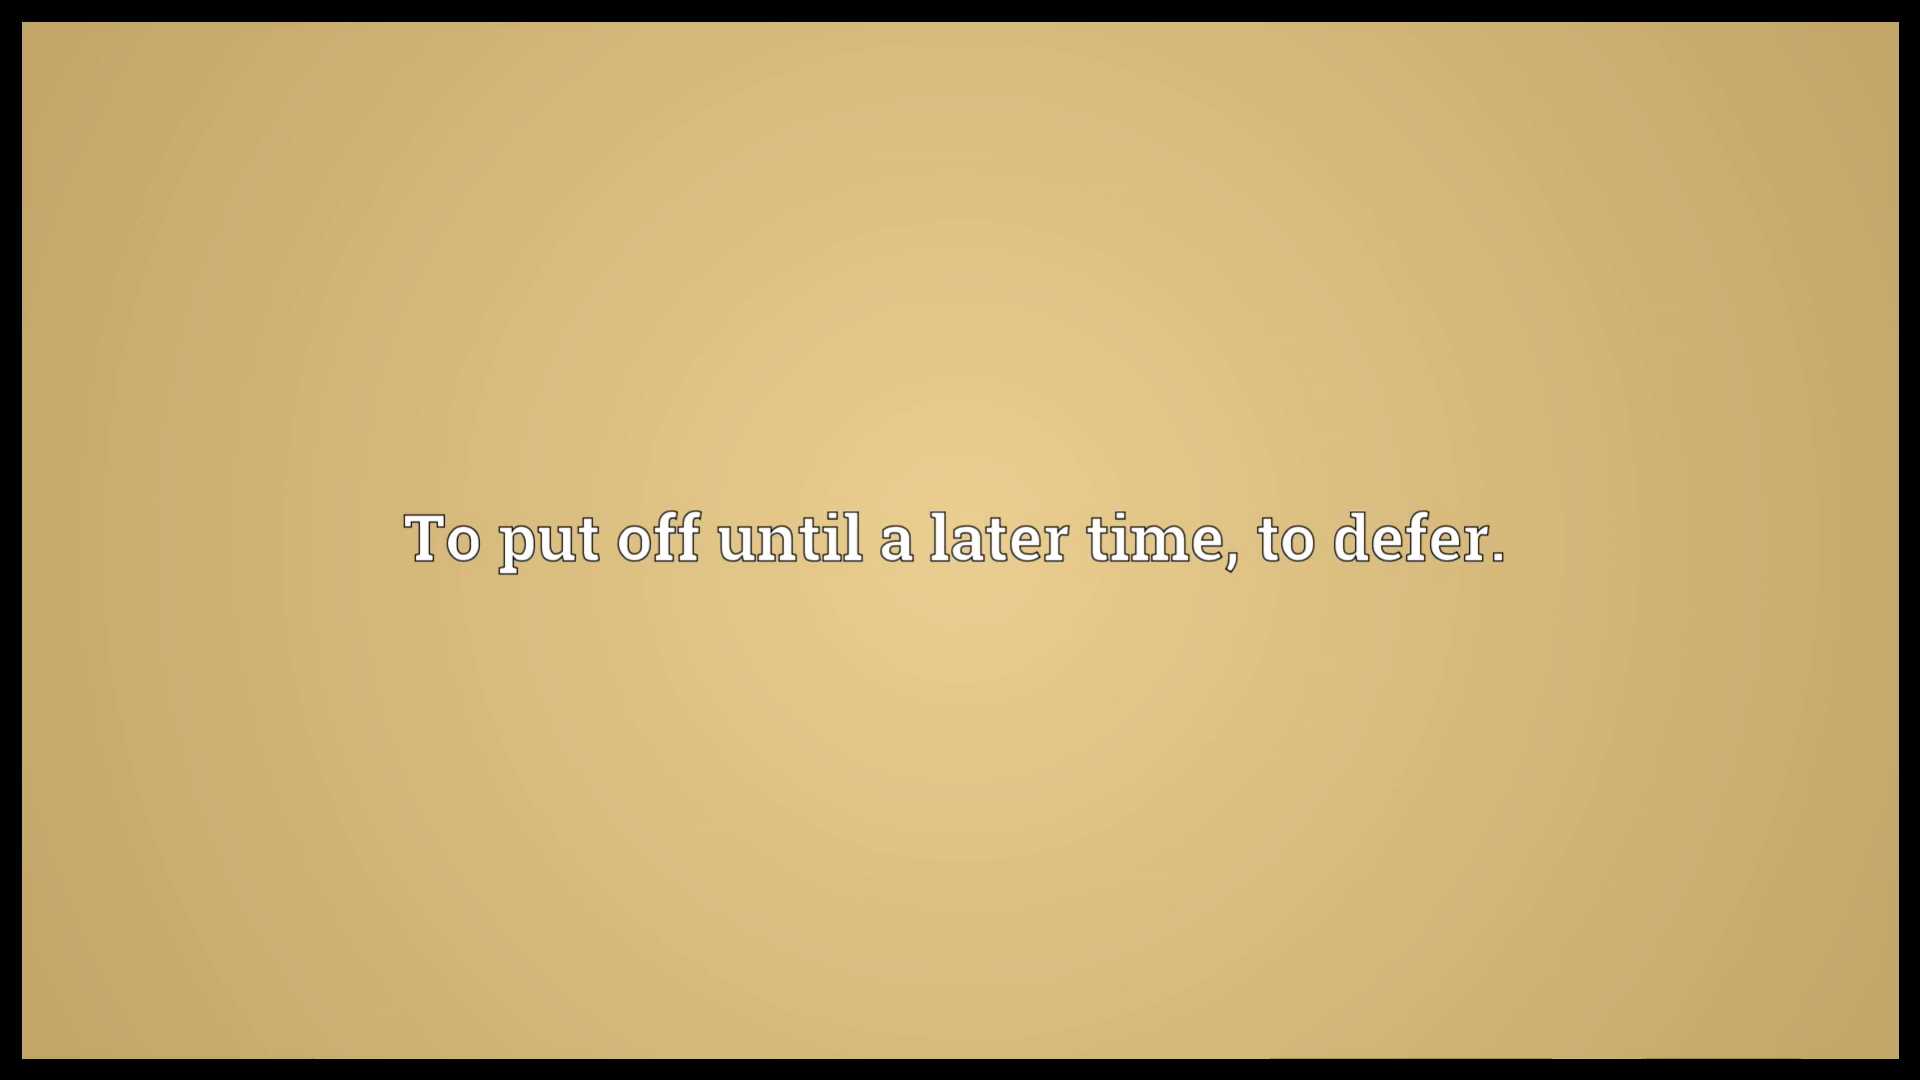 To put off until a later time, to defer.